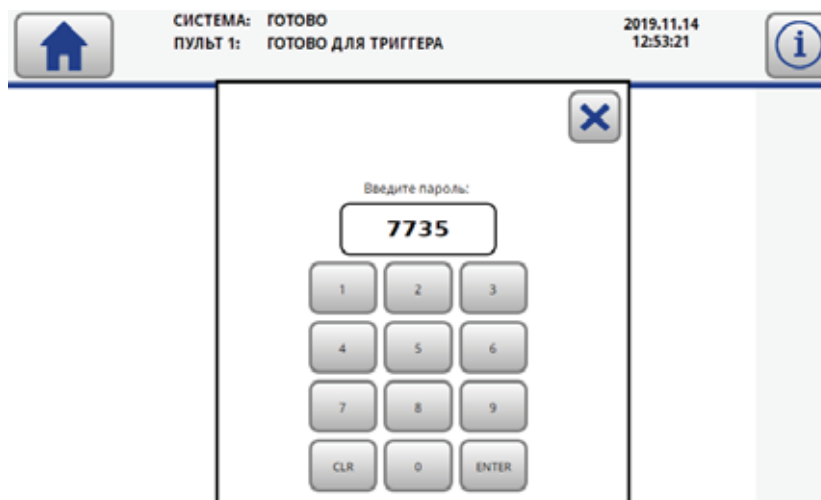 СИСТЕМА: ГОТОВО
ПУЛЬТ 1: ГОТОВО ДЛЯ ТРИГГЕРА
2019.11.14
12:53:21
i
Введите пароль:
7735
1 2 3
4 5 6
7 8 9
CLR 0 ENTER